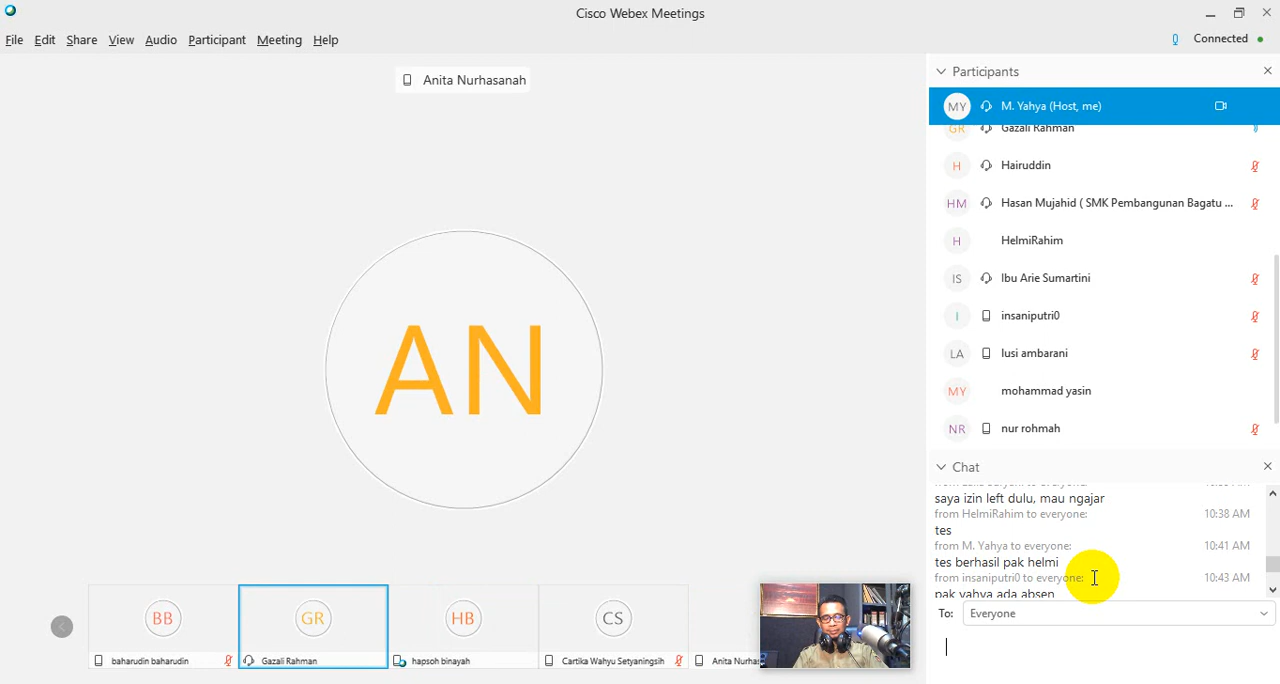 Cisco Webex Meetings
File Edit Share View Audio Participant Meeting Help
Connected
Anita Nurhasanah
AN
BB
baharudin baharudin
GR
Gazali Rahman
HB
hapsoh binayah
CS
Cartika Wahyu Setyaningsih
Anita Nurhas
Participants
MY M. Yahya (Host, me)
GR Gazali Rahman
H Hairuddin
HM Hasan Mujahid ( SMK Pembangunan Bagatu ...
H HelmiRahim
IS Ibu Arie Sumartini
I insaniputri0
LA lusi ambarani
MY mohammad yasin
NR nur rohmah
Chat
saya izin left dulu, mau ngajar
from HelmiRahim to everyone: 10:38 AM
tes
from M. Yahya to everyone: 10:41 AM
tes berhasil pak helmi
from insaniputri0 to everyone: 10:43 AM
pak yahya ada absen
To: Everyone